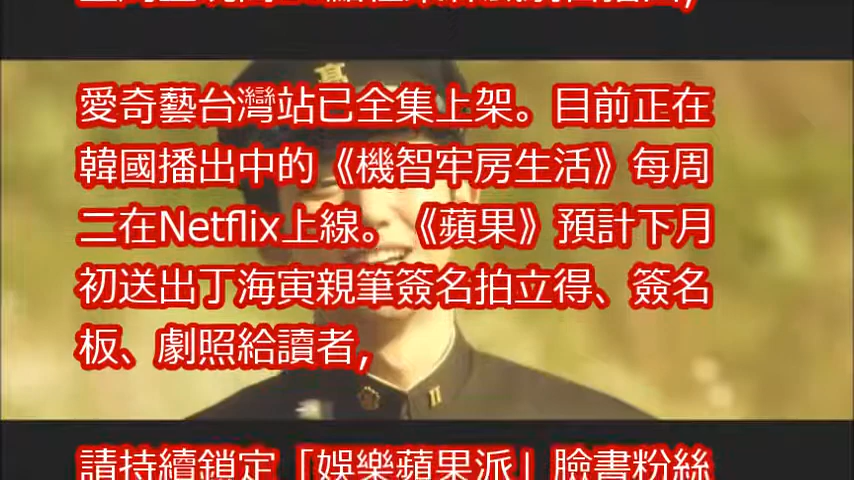 愛奇藝台灣站已全集上架。目前正在
韓國播出中的《機智牢房生活》每周
二在Netflix上線。《蘋果》預計下月
初送出丁海寅親筆簽名拍立得、簽名
板、劇照給讀者,
請持續鎖定「娛樂蘋果派」臉書粉絲